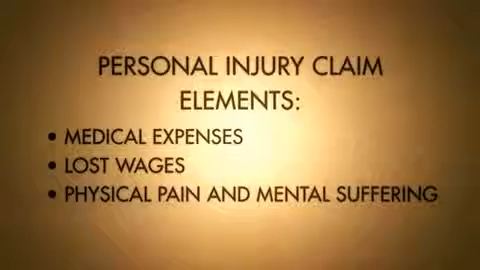 PERSONAL INJURY CLAIM
ELEMENTS:
• MEDICAL EXPENSES
• LOST WAGES
• PHYSICAL PAIN AND MENTAL SUFFERING